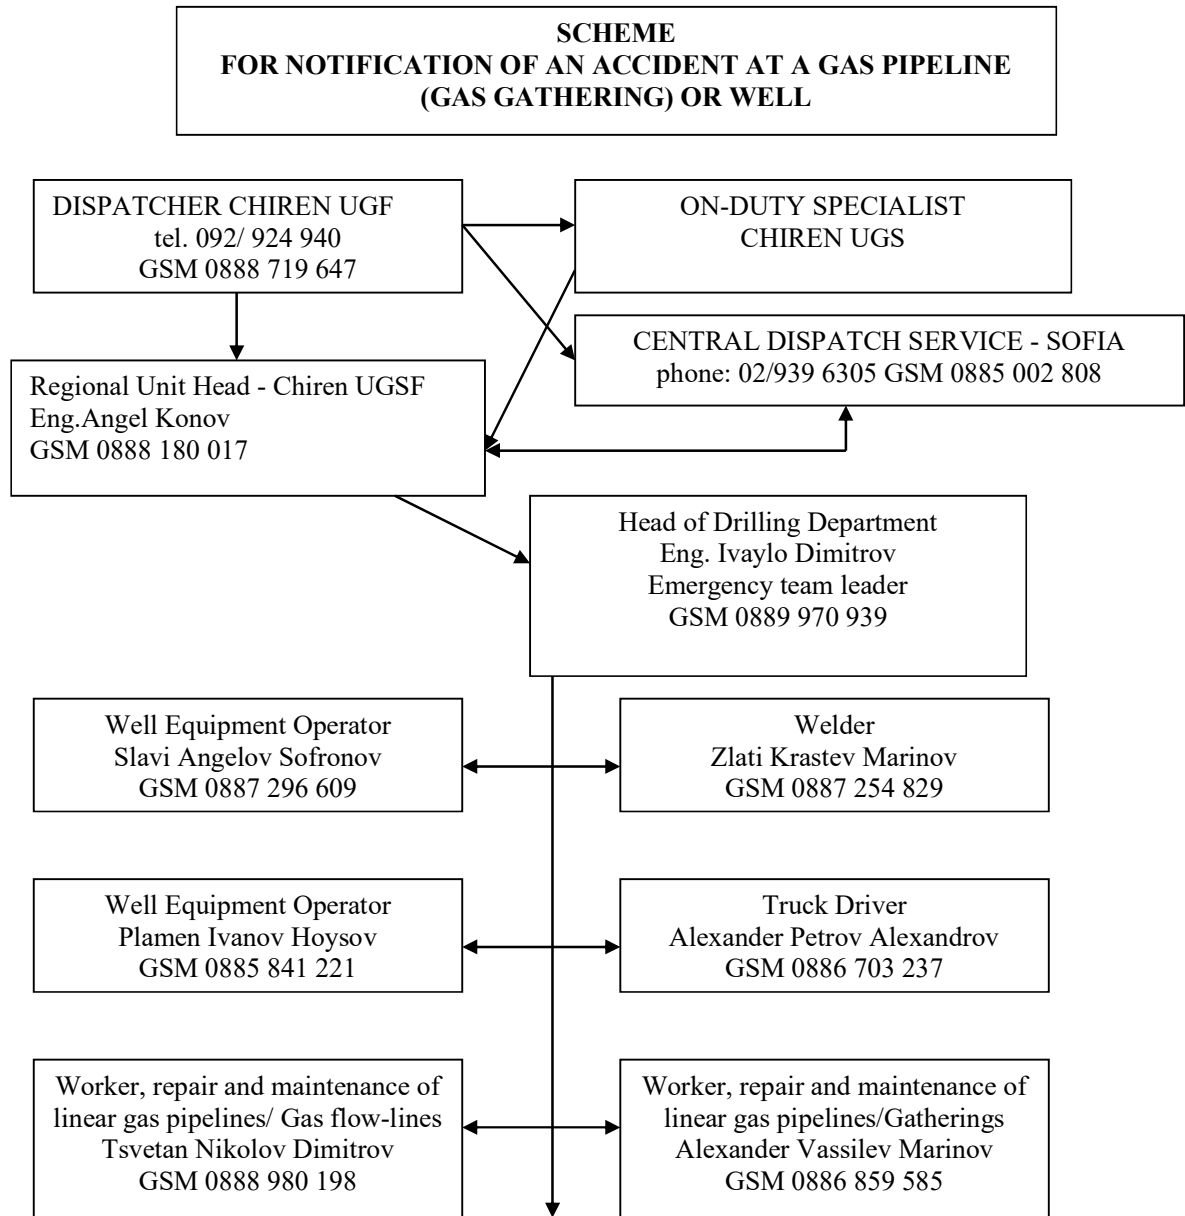 SCHEME
FOR NOTIFICATION OF AN ACCIDENT AT A GAS PIPELINE
(GAS GATHERING) OR WELL
DISPATCHER CHIREN UGF
tel. 092/ 924 940
GSM 0888 719 647
ON-DUTY SPECIALIST
CHIREN UGS
CENTRAL DISPATCH SERVICE - SOFIA
phone: 02/939 6305 GSM 0885 002 808
Regional Unit Head - Chiren UGSF
Eng.Angel Konov
GSM 0888 180 017
Head of Drilling Department
Eng. Ivaylo Dimitrov
Emergency team leader
GSM 0889 970 939
Well Equipment Operator
Slavi Angelov Sofronov
GSM 0887 296 609
Welder
Zlati Krastev Marinov
GSM 0887 254 829
Well Equipment Operator
Plamen Ivanov Hoysov
GSM 0885 841 221
Truck Driver
Alexander Petrov Alexandrov
GSM 0886 703 237
Worker, repair and maintenance of
linear gas pipelines/ Gas flow-lines
Tsvetan Nikolov Dimitrov
GSM 0888 980 198
Worker, repair and maintenance of
linear gas pipelines/Gatherings
Alexander Vassilev Marinov
GSM 0886 859 585